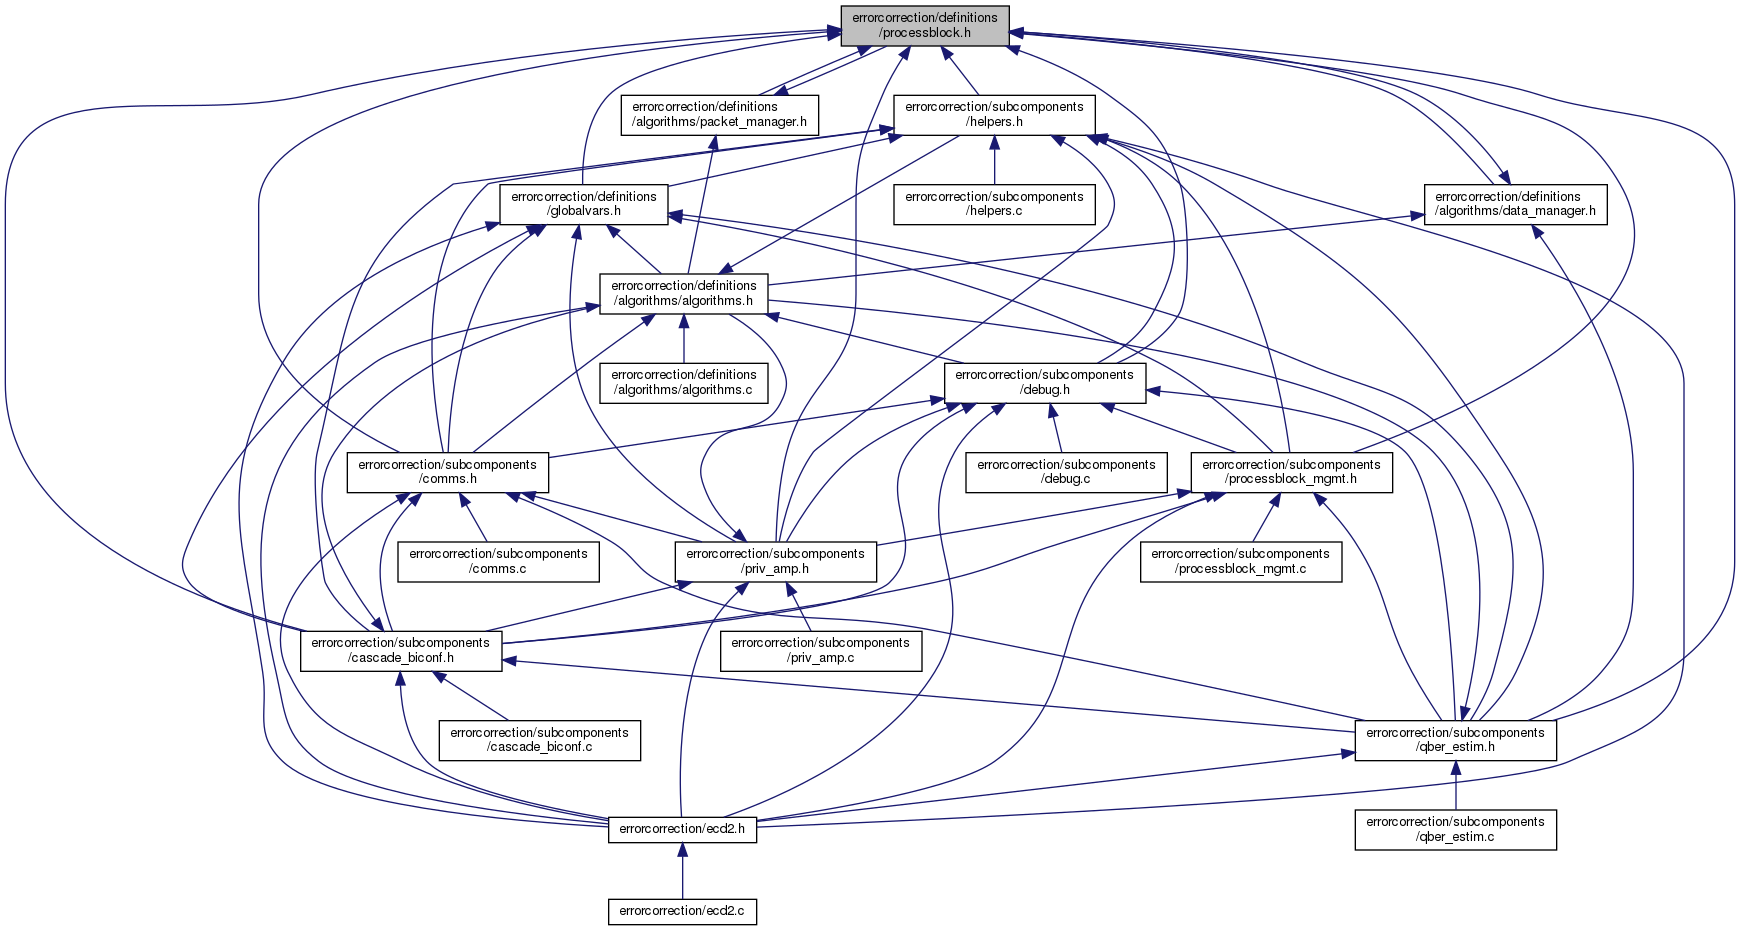 errorcorrection/definitions
/processblock.h
errorcorrection/definitions
/algorithms/packet_manager.h
errorcorrection/subcomponents
/helpers.h
errorcorrection/definitions
/globalvars.h
errorcorrection/subcomponents
/helpers.c
errorcorrection/definitions
/algorithms/data_manager.h
errorcorrection/definitions
/algorithms/algorithms.h
errorcorrection/definitions
/algorithms/algorithms.c
errorcorrection/subcomponents
/debug.h
errorcorrection/subcomponents
/comms.h
errorcorrection/subcomponents
/debug.c
errorcorrection/subcomponents
/processblock_mgmt.h
errorcorrection/subcomponents
/comms.c
errorcorrection/subcomponents
/priv_amp.h
errorcorrection/subcomponents
/processblock_mgmt.c
errorcorrection/subcomponents
/cascade_biconf.h
errorcorrection/subcomponents
/priv_amp.c
errorcorrection/subcomponents
/cascade_biconf.c
errorcorrection/subcomponents
/qber_estim.h
errorcorrection/ecd2.h
errorcorrection/subcomponents
/qber_estim.c
errorcorrection/ecd2.c